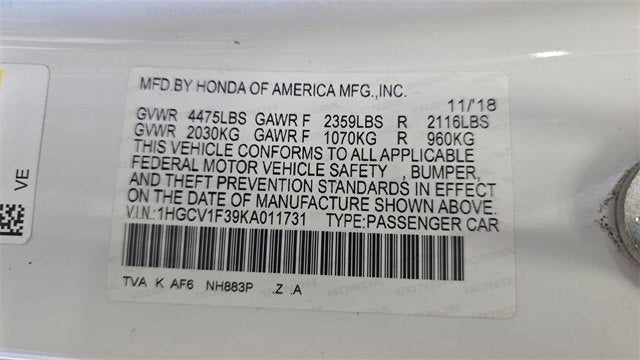 MFD.BY HONDA OF AMERICA MFG.,INC.
11/18
GVWR 4475LBS GAWR F 2359LBS R 2116LBS
GVWR 2030KG GAWR F 1070KG R 960KG
THIS VEHICLE CONFORMS TO ALL APPLICABLE
FEDERAL MOTOR VEHICLE SAFETY , BUMPER,
AND THEFT PREVENTION STANDARDS IN EFFECT
ON THE DATE OF MANUFACTURE SHOWN ABOVE.
V.I.N.:1HGCV1F39KA011731 TYPE:PASSENGER CAR
TVA K AF6 NH883P .Z .A
VE